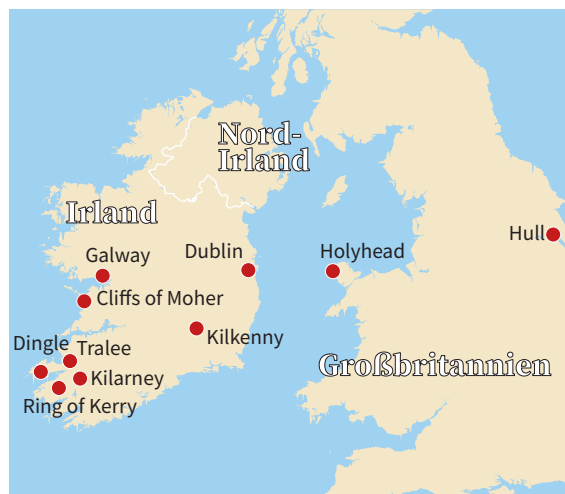 Nord-
Irland
Irland
Hull
Galway
Dublin
Holyhead
Cliffs of Moher
Kilkenny
Dingle
Tralee
Großbritannien
Kilarney
Ring of Kerry